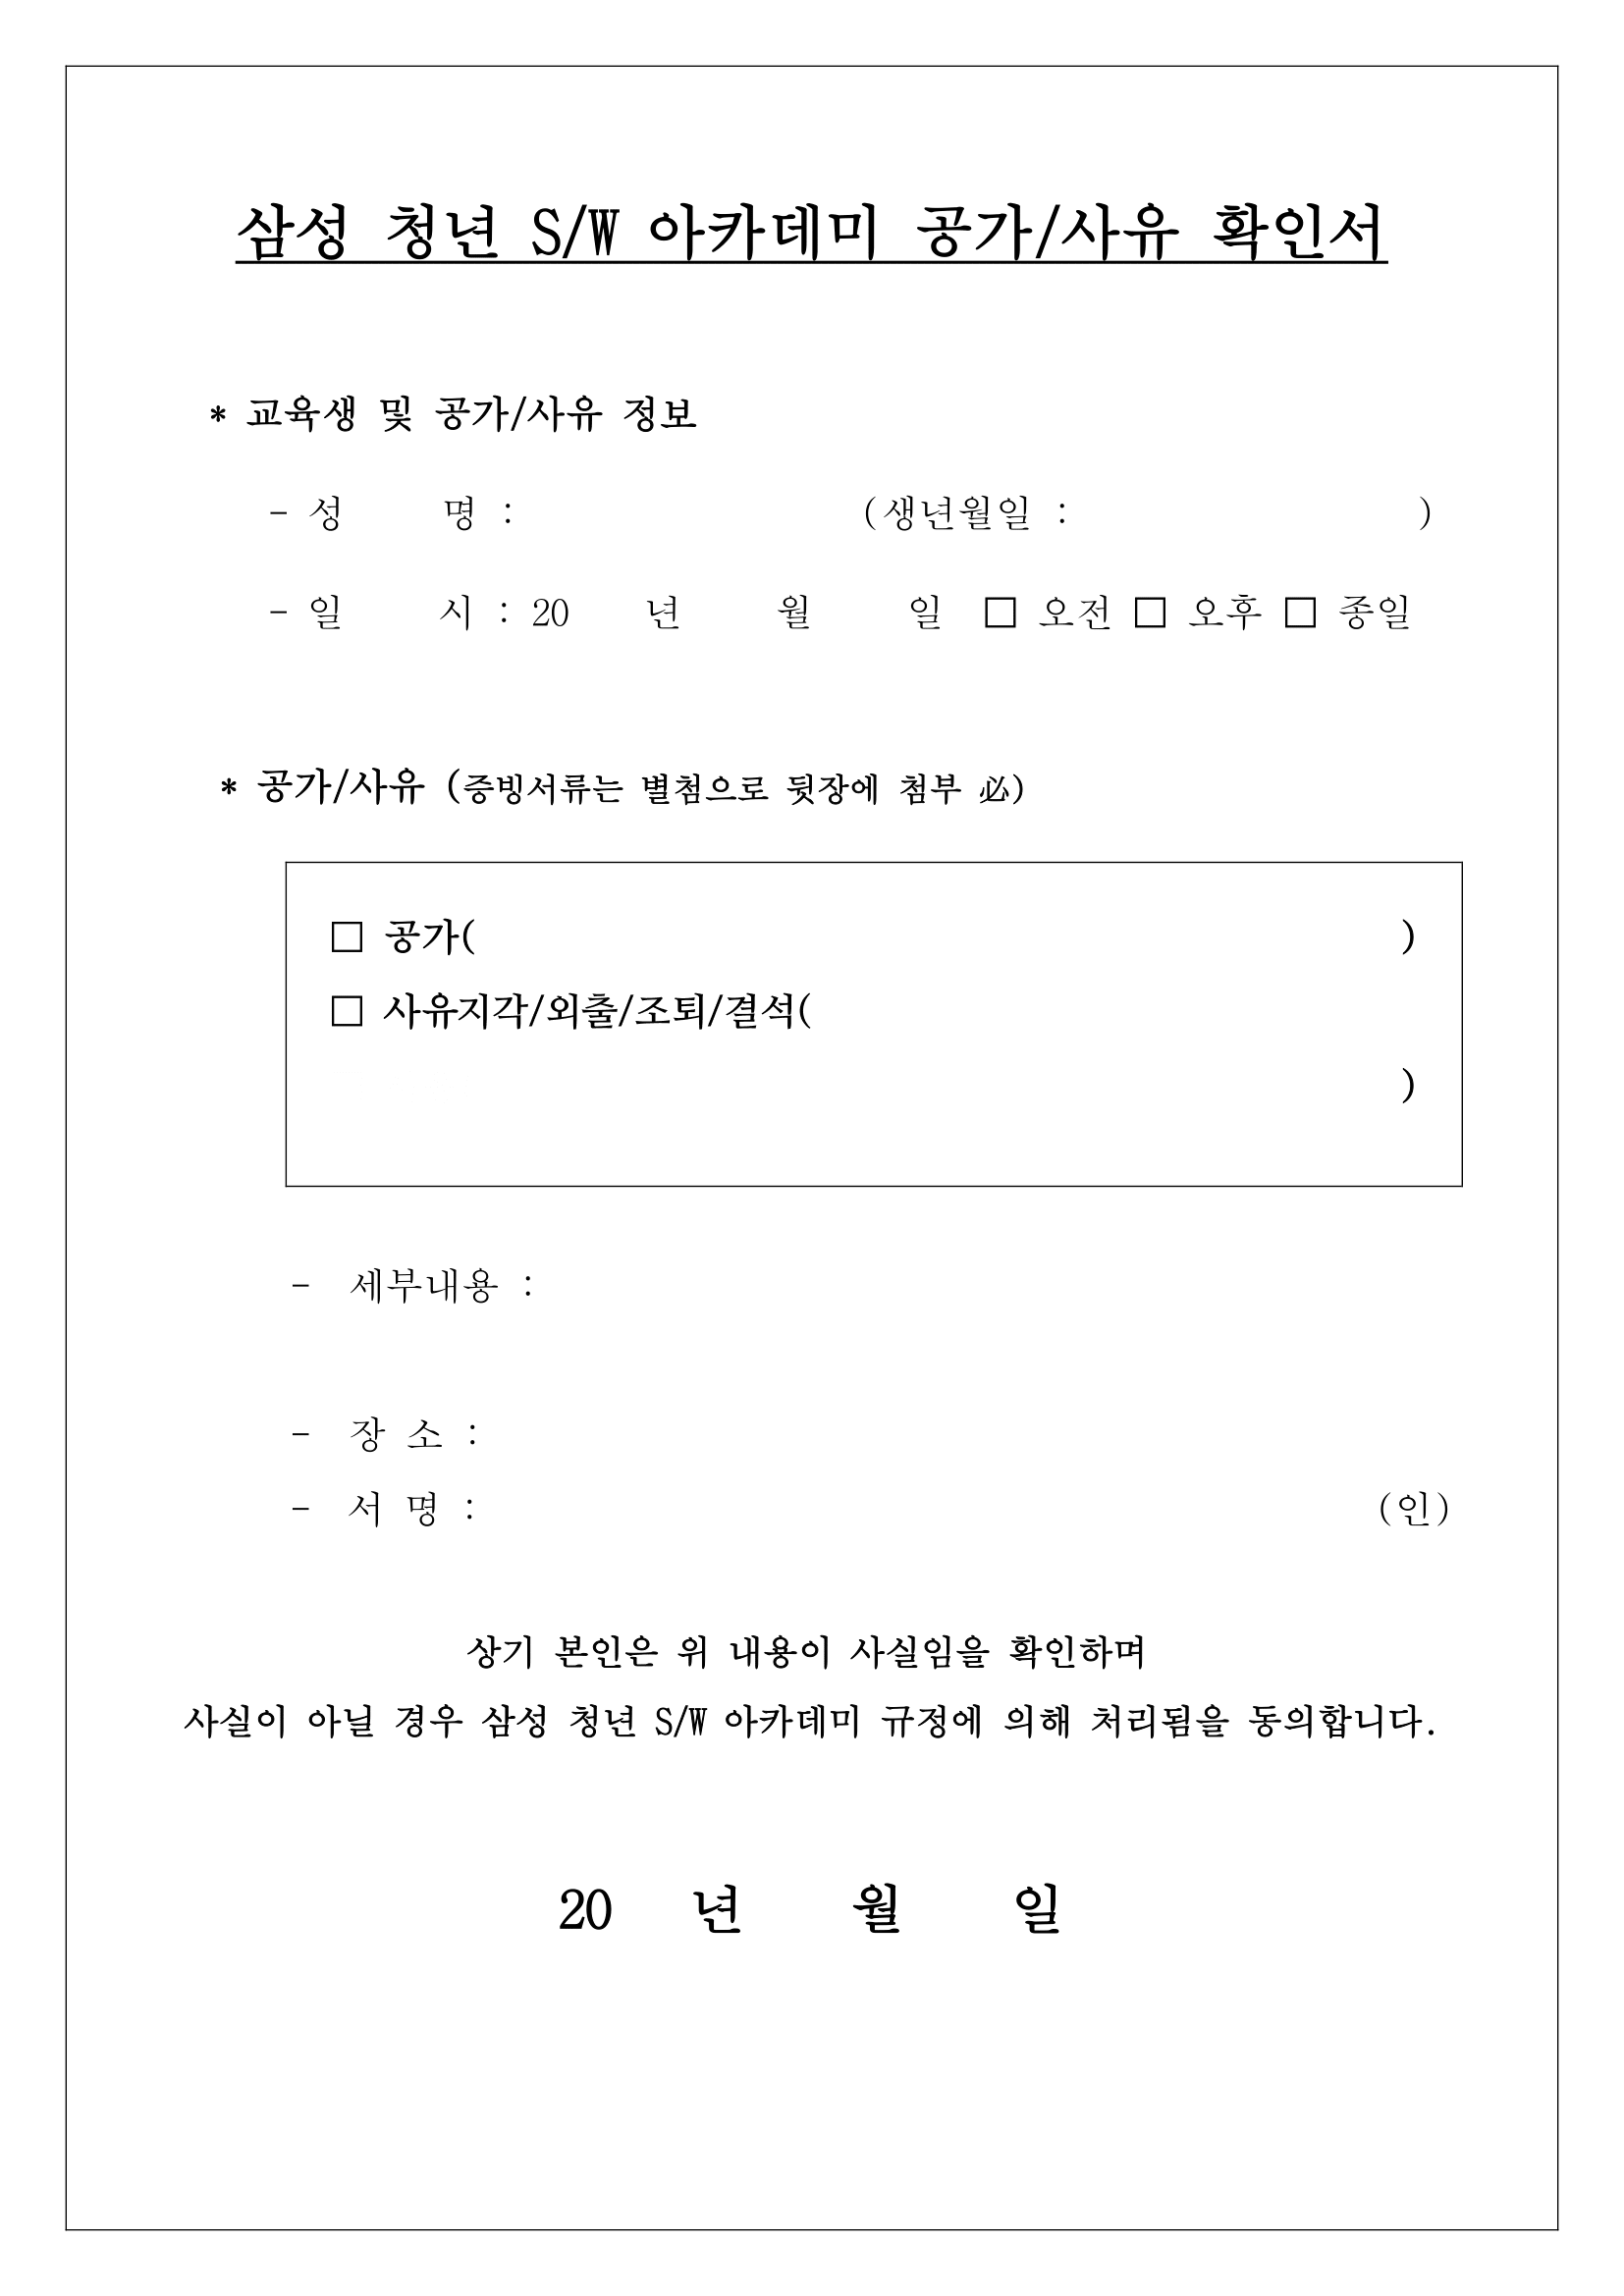 삼성 청년 S/W 아카데미 공가/사유 확인서
* 교육생 및 공가/사유 정보
- 성 명 : (생년월일 : )
- 일 시 : 20 년 월 일 □ 오전 □ 오후 □ 종일
* 공가/사유 (증빙서류는 별첨으로 뒷장에 첨부 必)
□ 공가( )
□ 사유지각/외출/조퇴/결석(
)
- 세부내용 :
- 장 소 :
- 서 명 : (인)
상기 본인은 위 내용이 사실임을 확인하며
사실이 아닐 경우 삼성 청년 S/W 아카데미 규정에 의해 처리됨을 동의합니다.
20 년 월 일